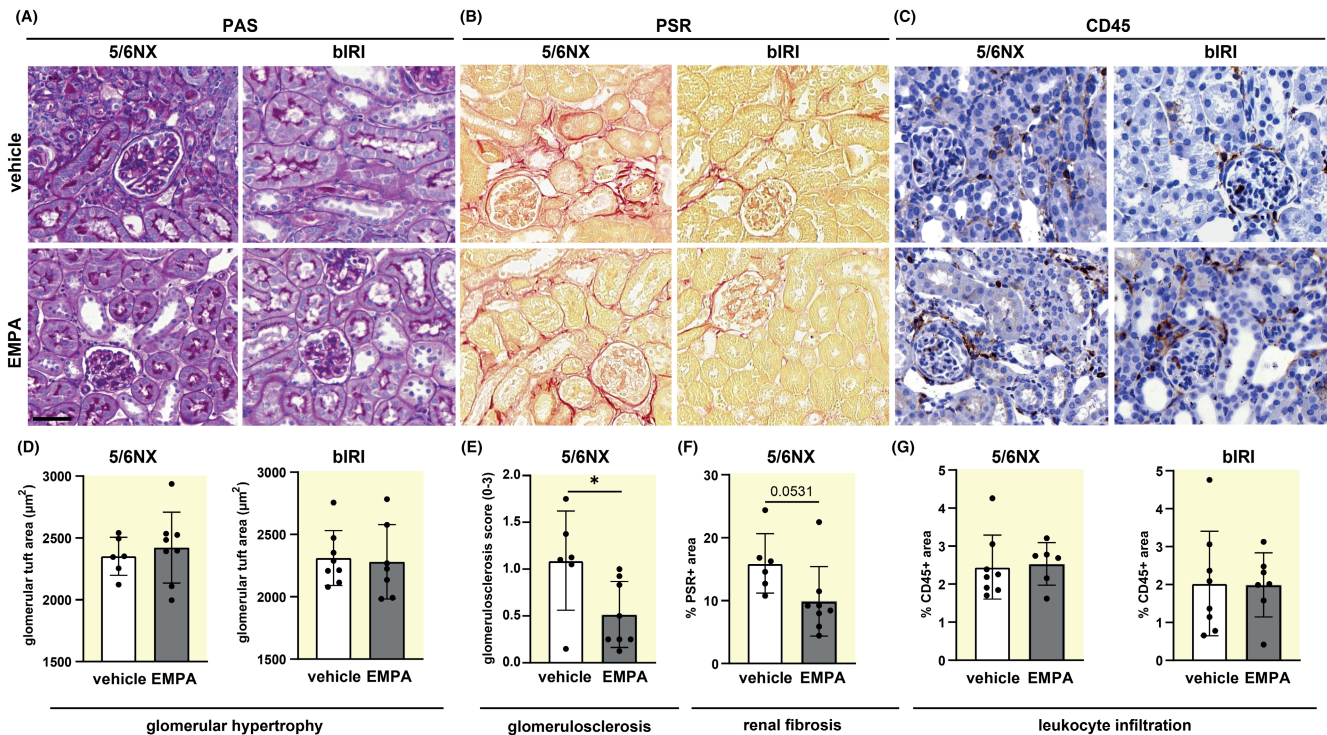 (A) PAS
5/6NX bIRI
(B) PSR
5/6NX bIRI
(C) CD45
5/6NX bIRI
vehicle
EMPA
(D)
5/6NX
glomerular tuft area (µm²)
3000
2500
2000
1500
vehicle EMPA
bIRI
glomerular tuft area (µm²)
3000
2500
2000
1500
vehicle EMPA
glomerular hypertrophy
(E)
5/6NX
glomerulosclerosis score (0-3)
2.0
1.5
1.0
0.5
0.0
*
vehicle EMPA
glomerulosclerosis
(F)
5/6NX
% PSR+ area
30
20
10
0
0.0531
vehicle EMPA
renal fibrosis
(G)
5/6NX
% CD45+ area
5
4
3
2
1
0
vehicle EMPA
bIRI
% CD45+ area
5
4
3
2
1
0
vehicle EMPA
leukocyte infiltration